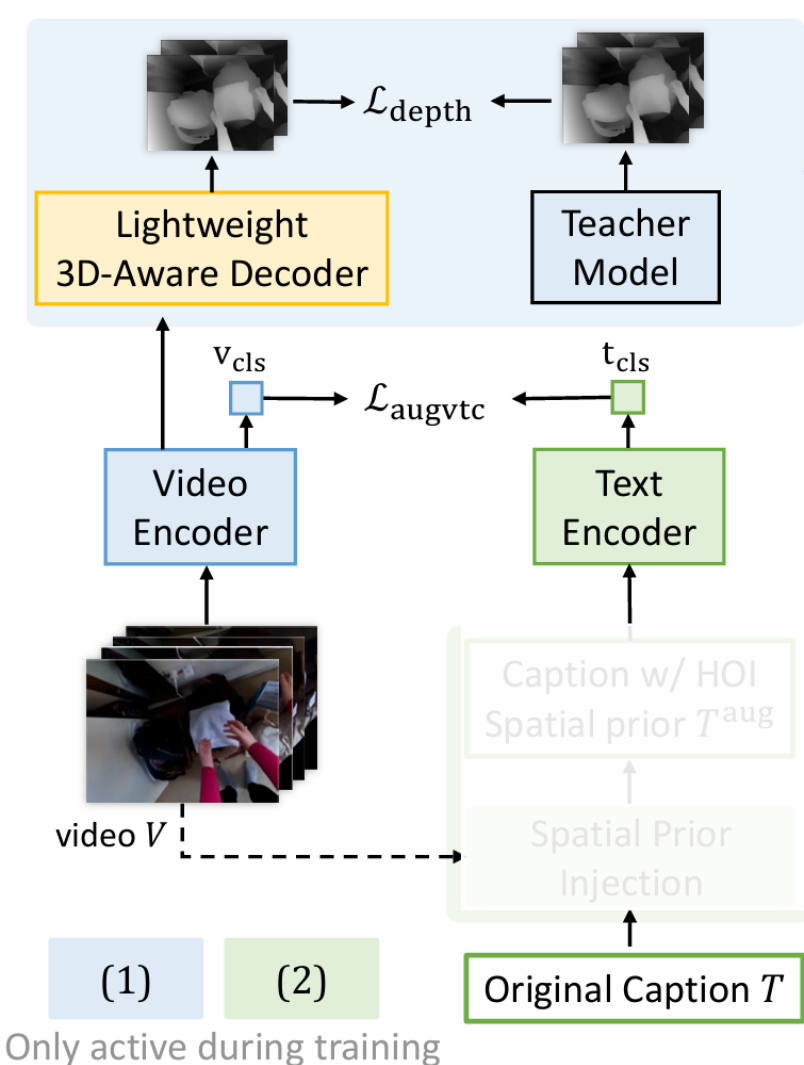 ℒdepth
Lightweight
3D-Aware Decoder
Teacher
Model
vcls
tcls
ℒaugvtc
Video
Encoder
Text
Encoder
Caption w/ HOI
Spatial prior Tᵃᵘᵍ
video V
Spatial Prior
Injection
(1)
(2)
Original Caption T
Only active during training